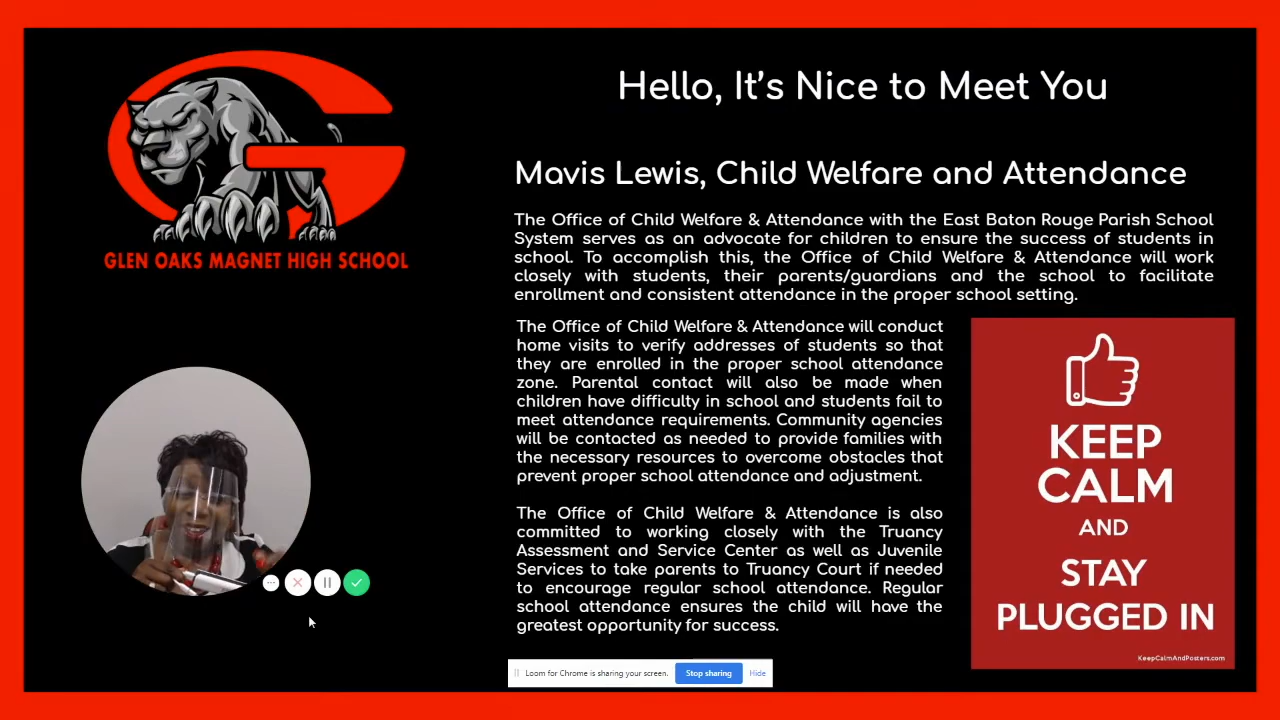 GLEN OAKS MAGNET HIGH SCHOOL
Hello, It's Nice to Meet You
Mavis Lewis, Child Welfare and Attendance
The Office of Child Welfare & Attendance with the East Baton Rouge Parish School
System serves as an advocate for children to ensure the success of students in
school. To accomplish this, the Office of Child Welfare & Attendance will work
closely with students, their parents/guardians and the school to facilitate
enrollment and consistent attendance in the proper school setting.
The Office of Child Welfare & Attendance will conduct
home visits to verify addresses of students so that
they are enrolled in the proper school attendance
zone. Parental contact will also be made when
children have difficulty in school and students fail to
meet attendance requirements. Community agencies
will be contacted as needed to provide families with
the necessary resources to overcome obstacles that
prevent proper school attendance and adjustment.
The Office of Child Welfare & Attendance is also
committed to working closely with the Truancy
Assessment and Service Center as well as Juvenile
Services to take parents to Truancy Court if needed
to encourage regular school attendance. Regular
school attendance ensures the child will have the
greatest opportunity for success.
KEEP
CALM
AND
STAY
PLUGGED IN
KeepCalmAndPosters.com
Loom for Chrome is sharing your screen.
Stop sharing
Hide